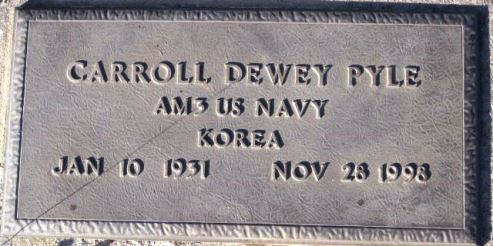 CARROLL DEWEY PYLE
AM3 US NAVY
KOREA
JAN 10 1931 NOV 28 1998